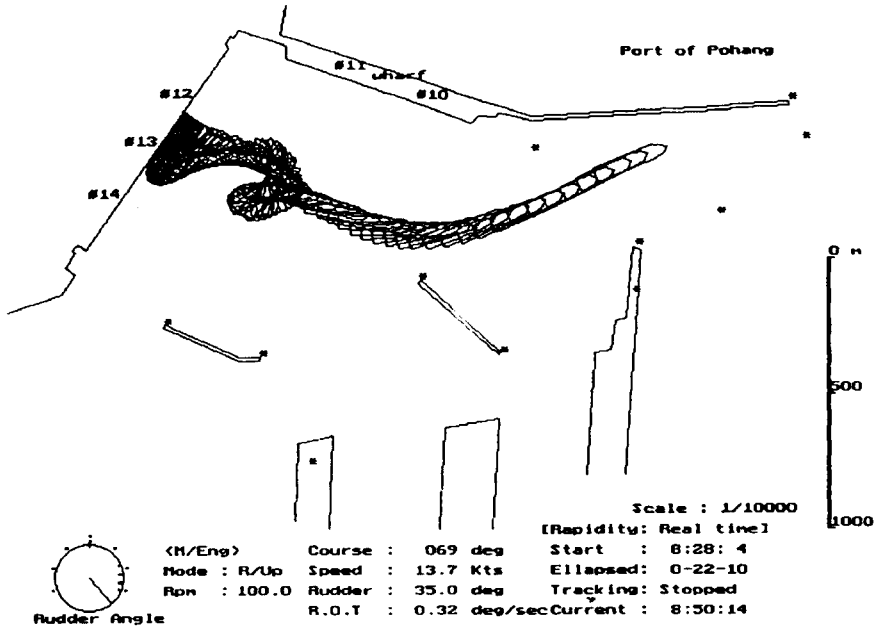 Port of Pohang
#11
Wharf
#10
#12
#13
#14
0 m
500
1000
Scale : 1/10000
[Rapidity: Real time]
<M/Eng> Course : 069 deg Start : 8:28: 4
Mode : R/Up Speed : 13.7 Kts Ellapsed: 0-22-10
Rpm : 100.0 Rudder: 35.0 deg Tracking: Stopped
R.O.T : 0.32 deg/sec Current : 8:50:14
Rudder Angle